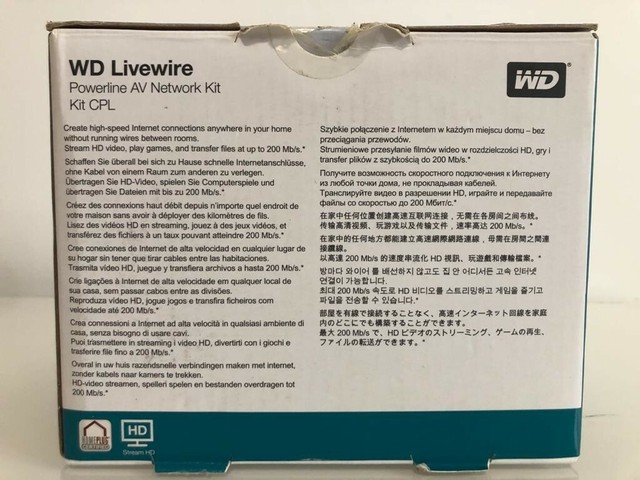 WD Livewire
Powerline AV Network Kit
Kit CPL
WD
Create high-speed Internet connections anywhere in your home
without running wires between rooms.
Stream HD video, play games, and transfer files at up to 200 Mb/s.*
Schaffen Sie überall bei sich zu Hause schnelle Internetanschlüsse,
ohne Kabel von einem Raum zum anderen zu verlegen.
Übertragen Sie HD-Video, spielen Sie Computerspiele und
übertragen Sie Dateien mit bis zu 200 Mb/s.*
Créez des connexions haut débit depuis n'importe quel endroit de
votre maison sans avoir à déployer des kilomètres de fils.
Lisez des vidéos HD en streaming, jouez à des jeux vidéos, et
transférez des fichiers à un taux pouvant atteindre 200 Mb/s.*
Cree conexiones de Internet de alta velocidad en cualquier lugar de
su hogar sin tener que tirar cables entre las habitaciones.
Trasmita video HD, juegue y transfiera archivos a hasta 200 Mb/s.*
Crie ligações à Internet de alta velocidade em qualquer local de
sua casa, sem passar cabos entre as divisões.
Reproduza vídeo HD, jogue jogos e transfira ficheiros com
velocidade até 200 Mb/s.*
Crea connessioni a Internet ad alta velocità in qualsiasi ambiente di
casa, senza bisogno di usare cavi.
Puoi trasmettere in streaming i video HD, divertirti con i giochi e
trasferire file fino a 200 Mb/s.*
Overal in uw huis razendsnelle verbindingen maken met internet,
zonder kabels naar kamers te trekken.
HD-video streamen, spellen spelen en bestanden overdragen tot
200 Mb/s.*
Szybkie połączenie z Internetem w każdym miejscu domu – bez
przeciągania przewodów.
Strumieniowe przesyłanie filmów wideo w rozdzielczości HD, gry i
transfer plików z szybkością do 200 Mb/s.*
Получите возможность скоростного подключения к Интернету
из любой точки дома, не прокладывая кабелей.
Транслируйте видео в разрешении HD, играйте и передавайте
файлы со скоростью до 200 Мбит/с.*
在家中任何位置创建高速互联网连接，无需在各房间之间布线。
传输高清视频、玩游戏以及传输文件，速率高达 200 Mb/s。*
在家中的任何地方都能建立高速網際網路連線，毋需在房間之間連
接纜線。
以高達 200 Mb/s 的速度串流化 HD 視訊、玩遊戲和傳輸檔案。*
방마다 와이어를 배선하지 않고도 집 안 어디서든 고속 인터넷
연결이 가능합니다.
최대 200 Mb/s 속도로 HD 비디오를 스트리밍하고 게임을 즐기고
파일을 전송할 수 있습니다.*
部屋を有線で接続することなく、高速インターネット回線を家庭
内のどこにでも構築することができます。
最大 200 Mb/s で、HD ビデオのストリーミング、ゲームの再生、
ファイルの転送ができます。*
HOMEPLUG
HD
Stream HD